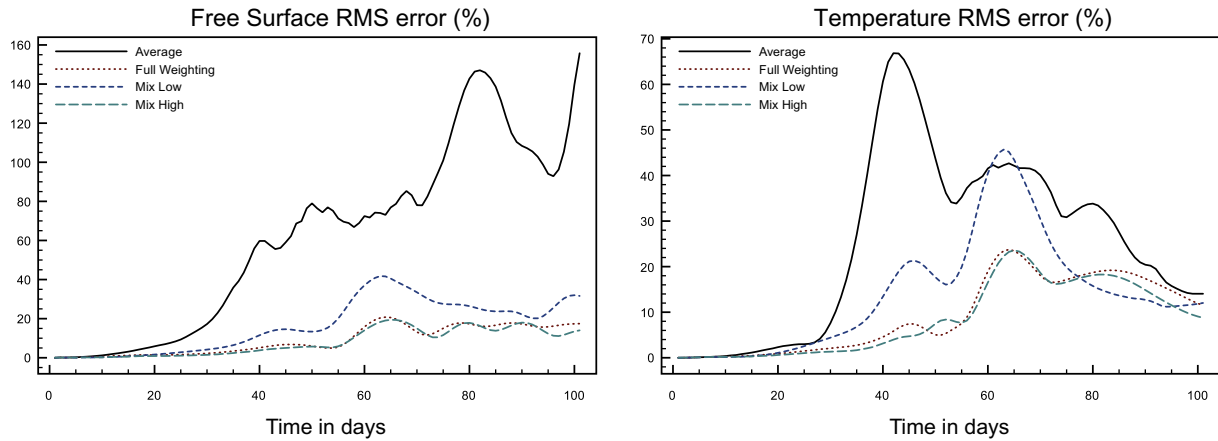 Free Surface RMS error (%)
160
140
120
100
80
60
40
20
0
Average
Full Weighting
Mix Low
Mix High
0 20 40 60 80 100
Time in days
Temperature RMS error (%)
70
60
50
40
30
20
10
0
Average
Full Weighting
Mix Low
Mix High
0 20 40 60 80 100
Time in days